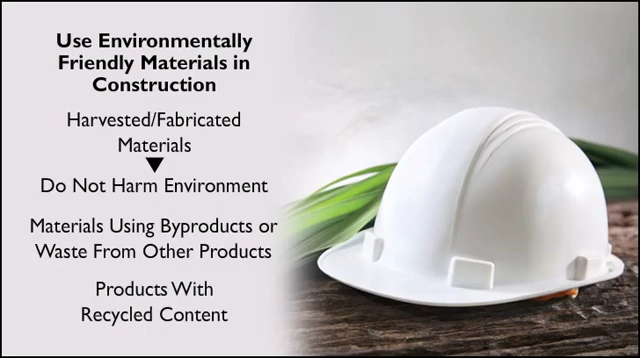 Use Environmentally
Friendly Materials in
Construction
Harvested/Fabricated
Materials
Do Not Harm Environment
Materials Using Byproducts or
Waste From Other Products
Products With
Recycled Content